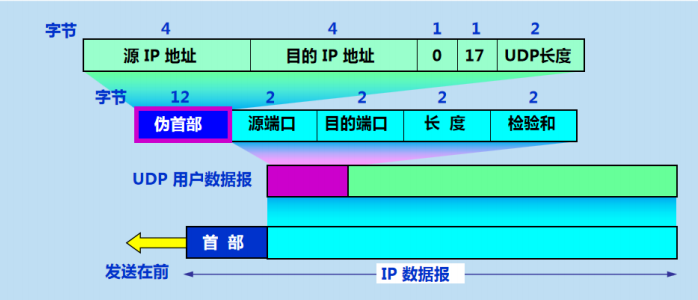 字节 4 4 1 1 2
源 IP 地址 目的 IP 地址 0 17 UDP长度
字节 12 2 2 2 2
伪首部 源端口 目的端口 长 度 检验和
UDP 用户数据报
首 部
发送在前
IP 数据报